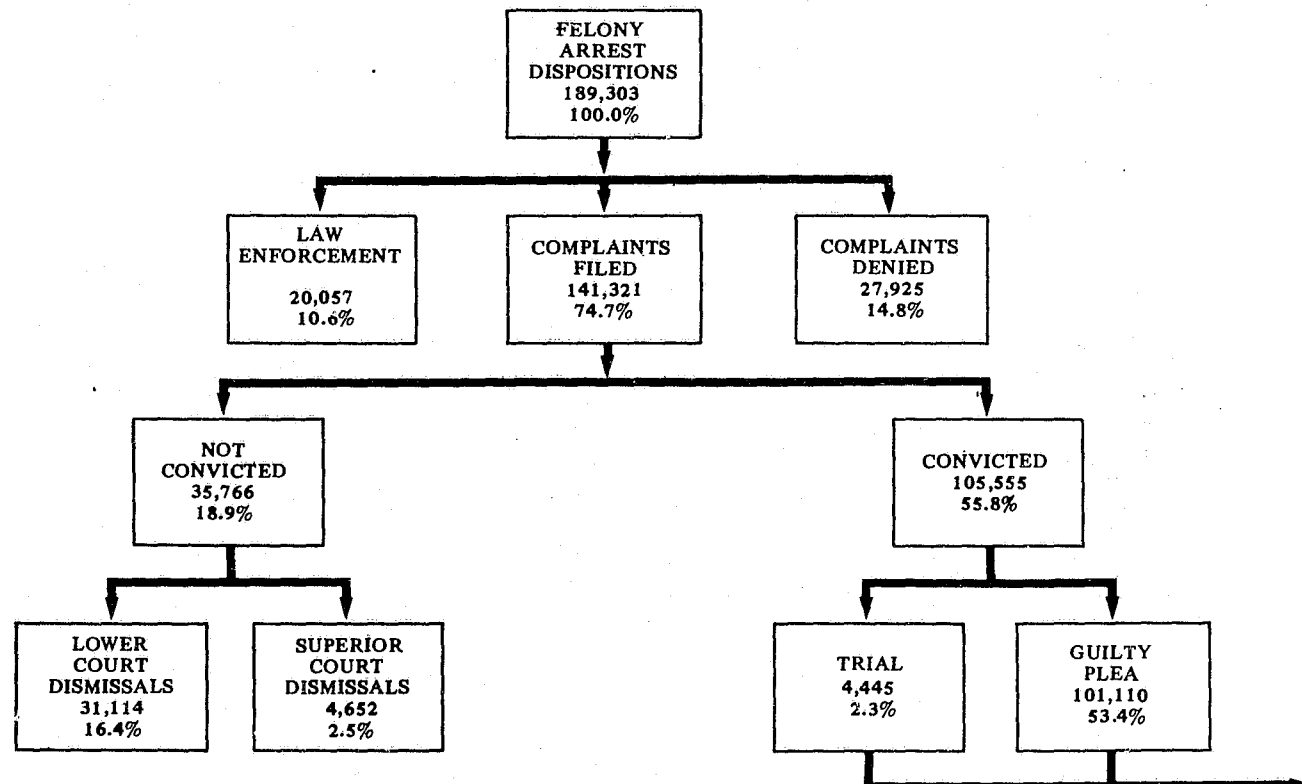 FELONY
ARREST
DISPOSITIONS
189,303
100.0%
LAW
ENFORCEMENT
20,057
10.6%
COMPLAINTS
FILED
141,321
74.7%
COMPLAINTS
DENIED
27,925
14.8%
NOT
CONVICTED
35,766
18.9%
CONVICTED
105,555
55.8%
LOWER
COURT
DISMISSALS
31,114
16.4%
SUPERIOR
COURT
DISMISSALS
4,652
2.5%
TRIAL
4,445
2.3%
GUILTY
PLEA
101,110
53.4%